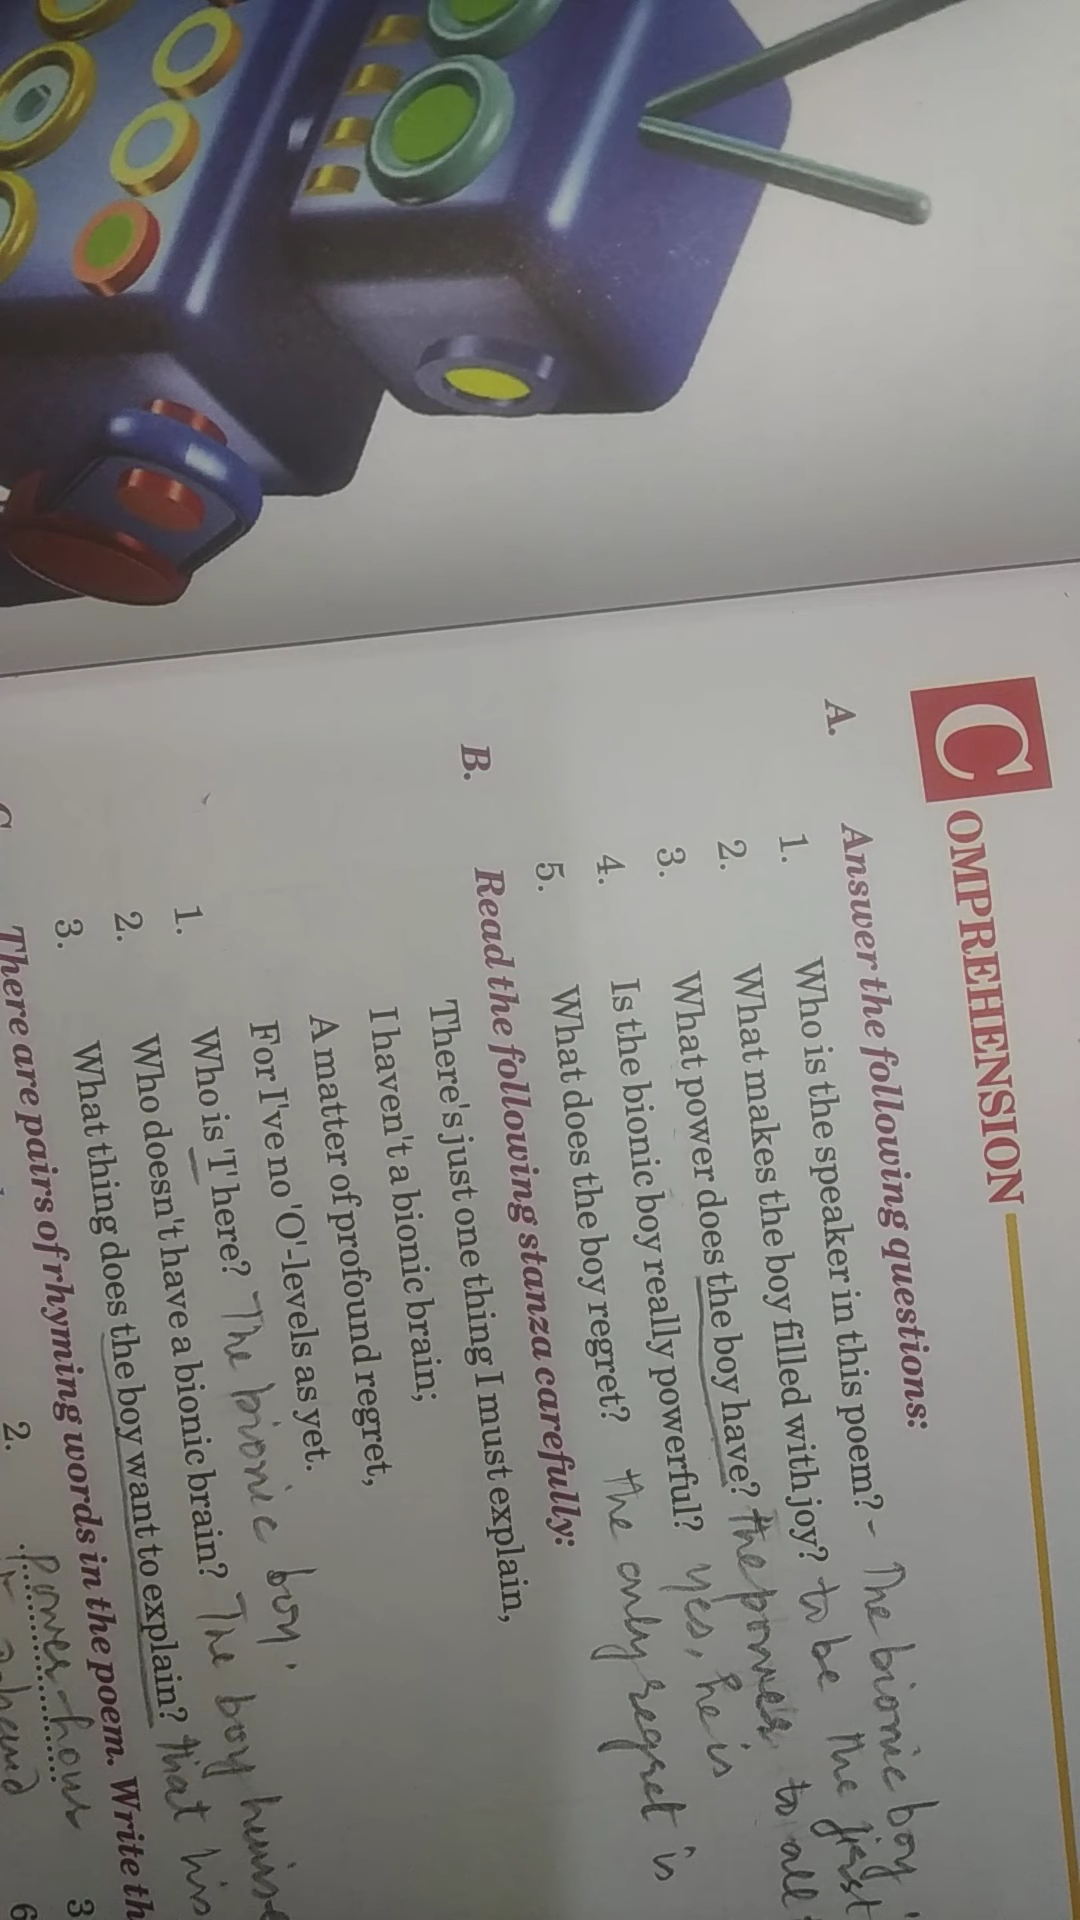 COMPREHENSION
A. Answer the following questions:
1. Who is the speaker in this poem? - The bionic boy
2. What makes the boy filled with joy? to be the first
3. What power does the boy have? the power to all
4. Is the bionic boy really powerful? yes, he is
5. What does the boy regret? the only regret is
B. Read the following stanza carefully:
There's just one thing I must explain,
I haven't a bionic brain;
A matter of profound regret,
For I've no 'O'-levels as yet.
1. Who is 'I' here? The bionic boy.
2. Who doesn't have a bionic brain? The boy
3. What thing does the boy want to explain? that his
There are pairs of rhyming words in the poem. Write th
2. power-hour 3
6